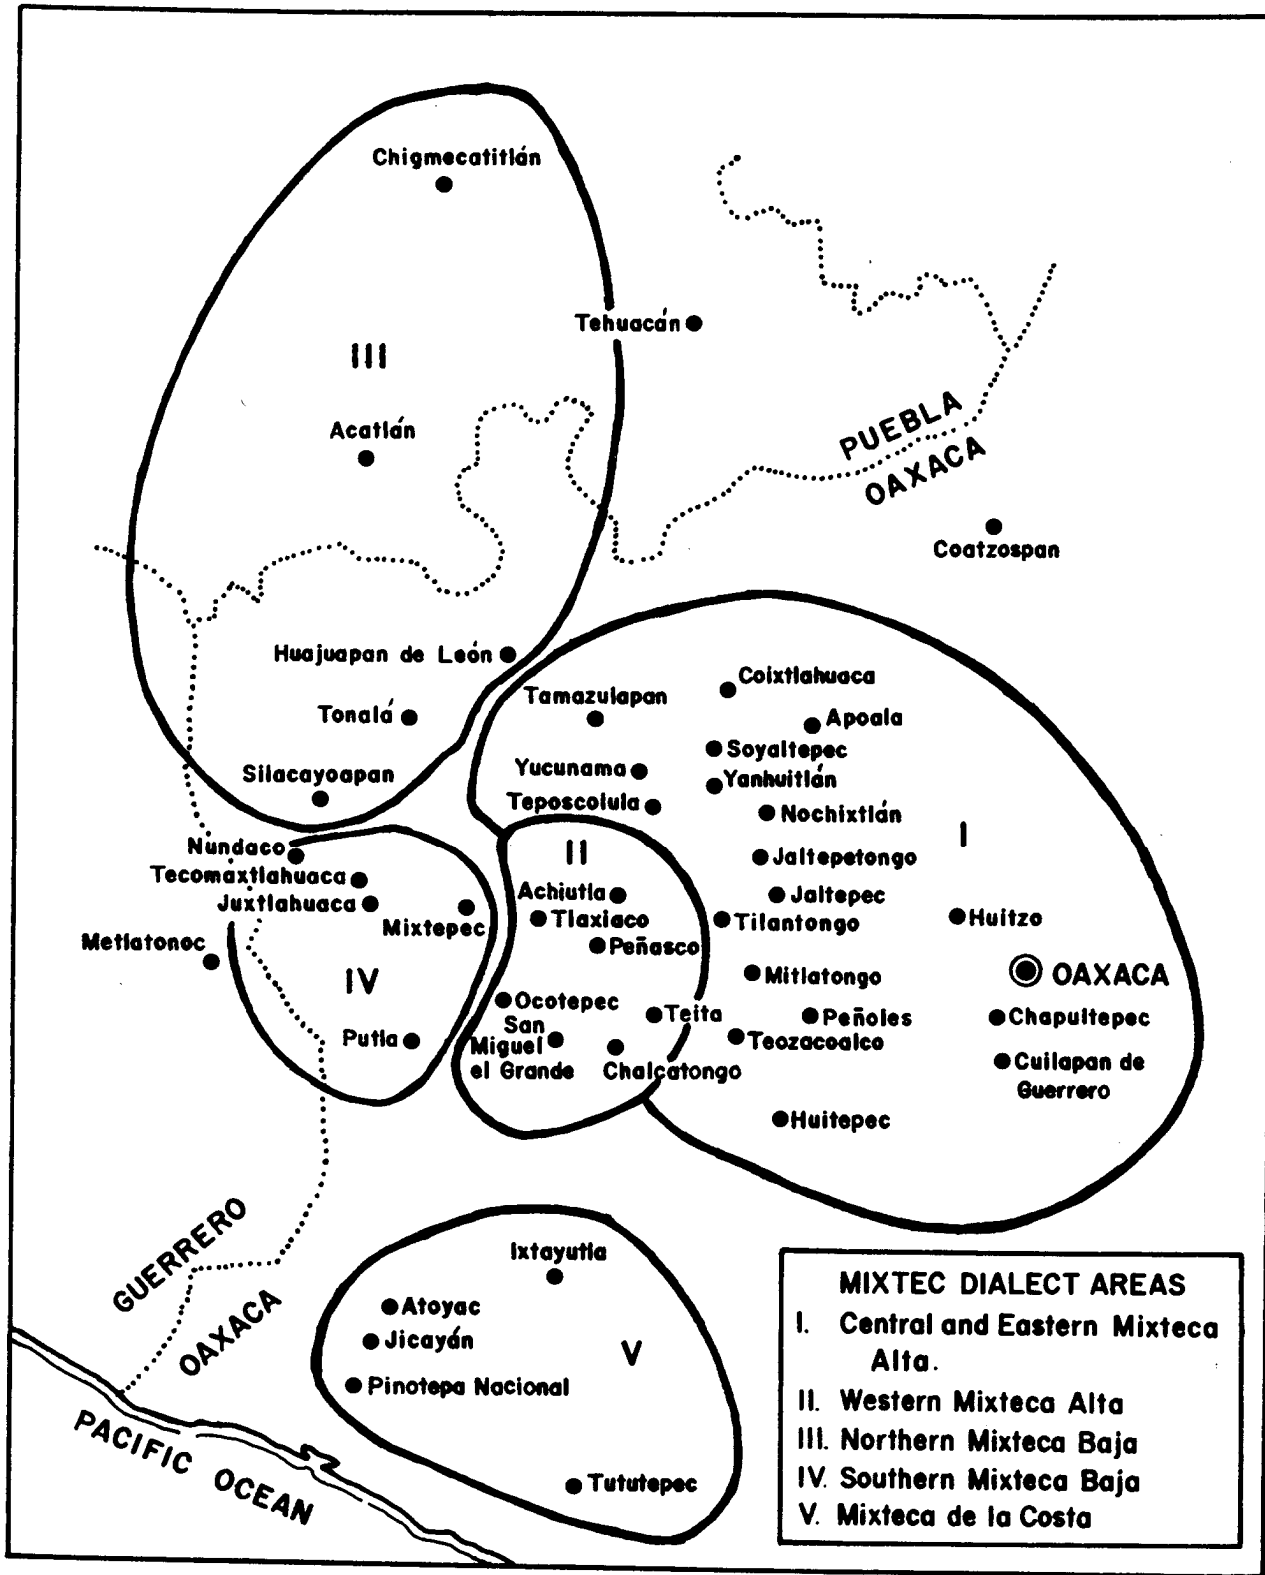 Chigmecatitlán
Tehuacán
III
Acatlán
PUEBLA
OAXACA
Coatzospan
Huajuapan de León
Coixtlahuaca
Tamazulapan
Tonalá
Apoala
Soyaltepec
Yucunama
Yanhuitlán
Silacayoapan
Teposcolula
Nochixtlán
I
Nundaco
II
Jaltepetongo
Tecomaxtlahuaca
Achiutla
Jaltepec
Juxtlahuaca
Mixtepec
Tlaxiaco
Tilantongo
Huitzo
Metlatonoc
Peñasco
IV
Mitlatongo
OAXACA
Ocotepec
Teita
Peñoles
Chapultepec
Putla
San
Miguel
el Grande
Chalcatongo
Teozacoalco
Cuilapan de
Guerrero
Huitepec
GUERRERO
OAXACA
Ixtayutla
Atoyac
Jicayán
V
Pinotepa Nacional
Tututepec
PACIFIC OCEAN
MIXTEC DIALECT AREAS
I. Central and Eastern Mixteca
Alta.
II. Western Mixteca Alta
III. Northern Mixteca Baja
IV. Southern Mixteca Baja
V. Mixteca de la Costa